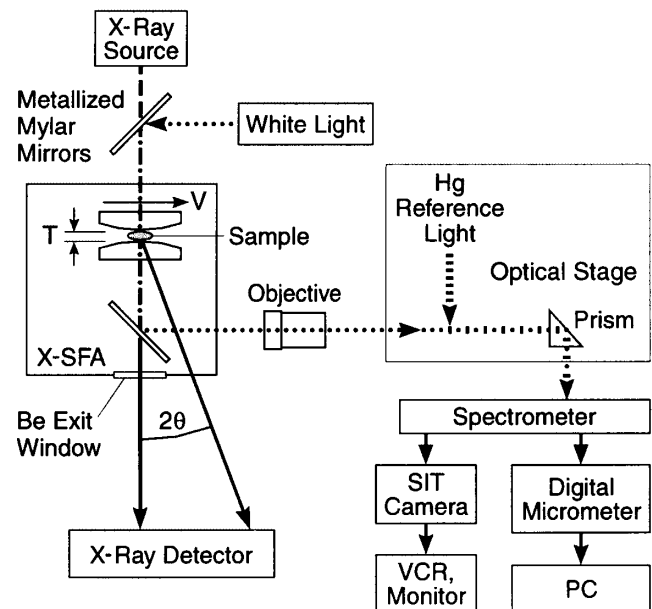 X-Ray
Source
Metallized
Mylar
Mirrors
White Light
V
T
Sample
Hg
Reference
Light
Optical Stage
Objective
Prism
X-SFA
Be Exit
Window
2θ
Spectrometer
SIT
Camera
Digital
Micrometer
X-Ray Detector
VCR,
Monitor
PC